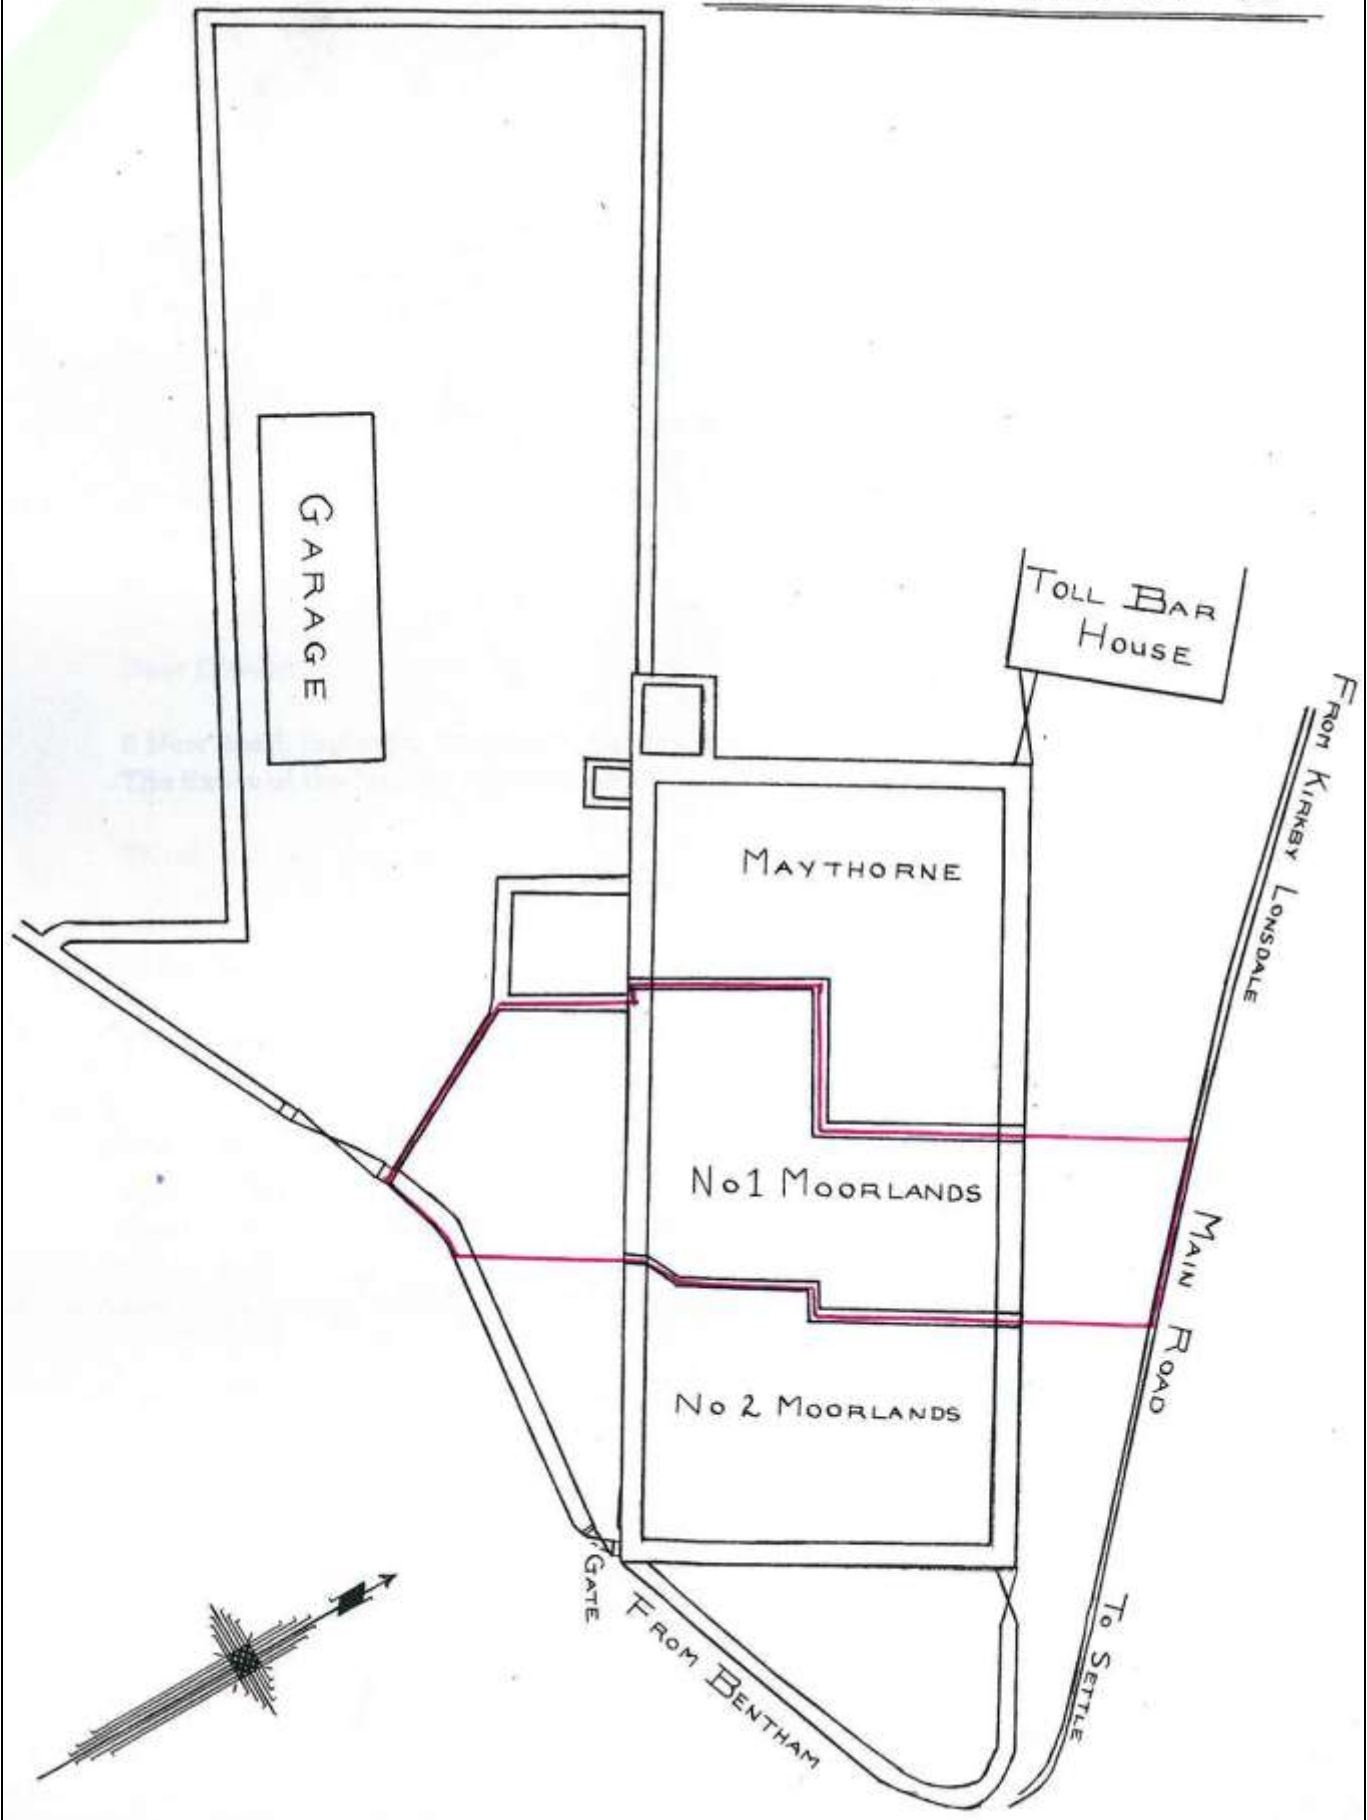 GARAGE
TOLL BAR
HOUSE
FROM KIRKBY LONSDALE
MAYTHORNE
No1 MOORLANDS
MAIN ROAD
No 2 MOORLANDS
GATE
FROM BENTHAM
TO SETTLE